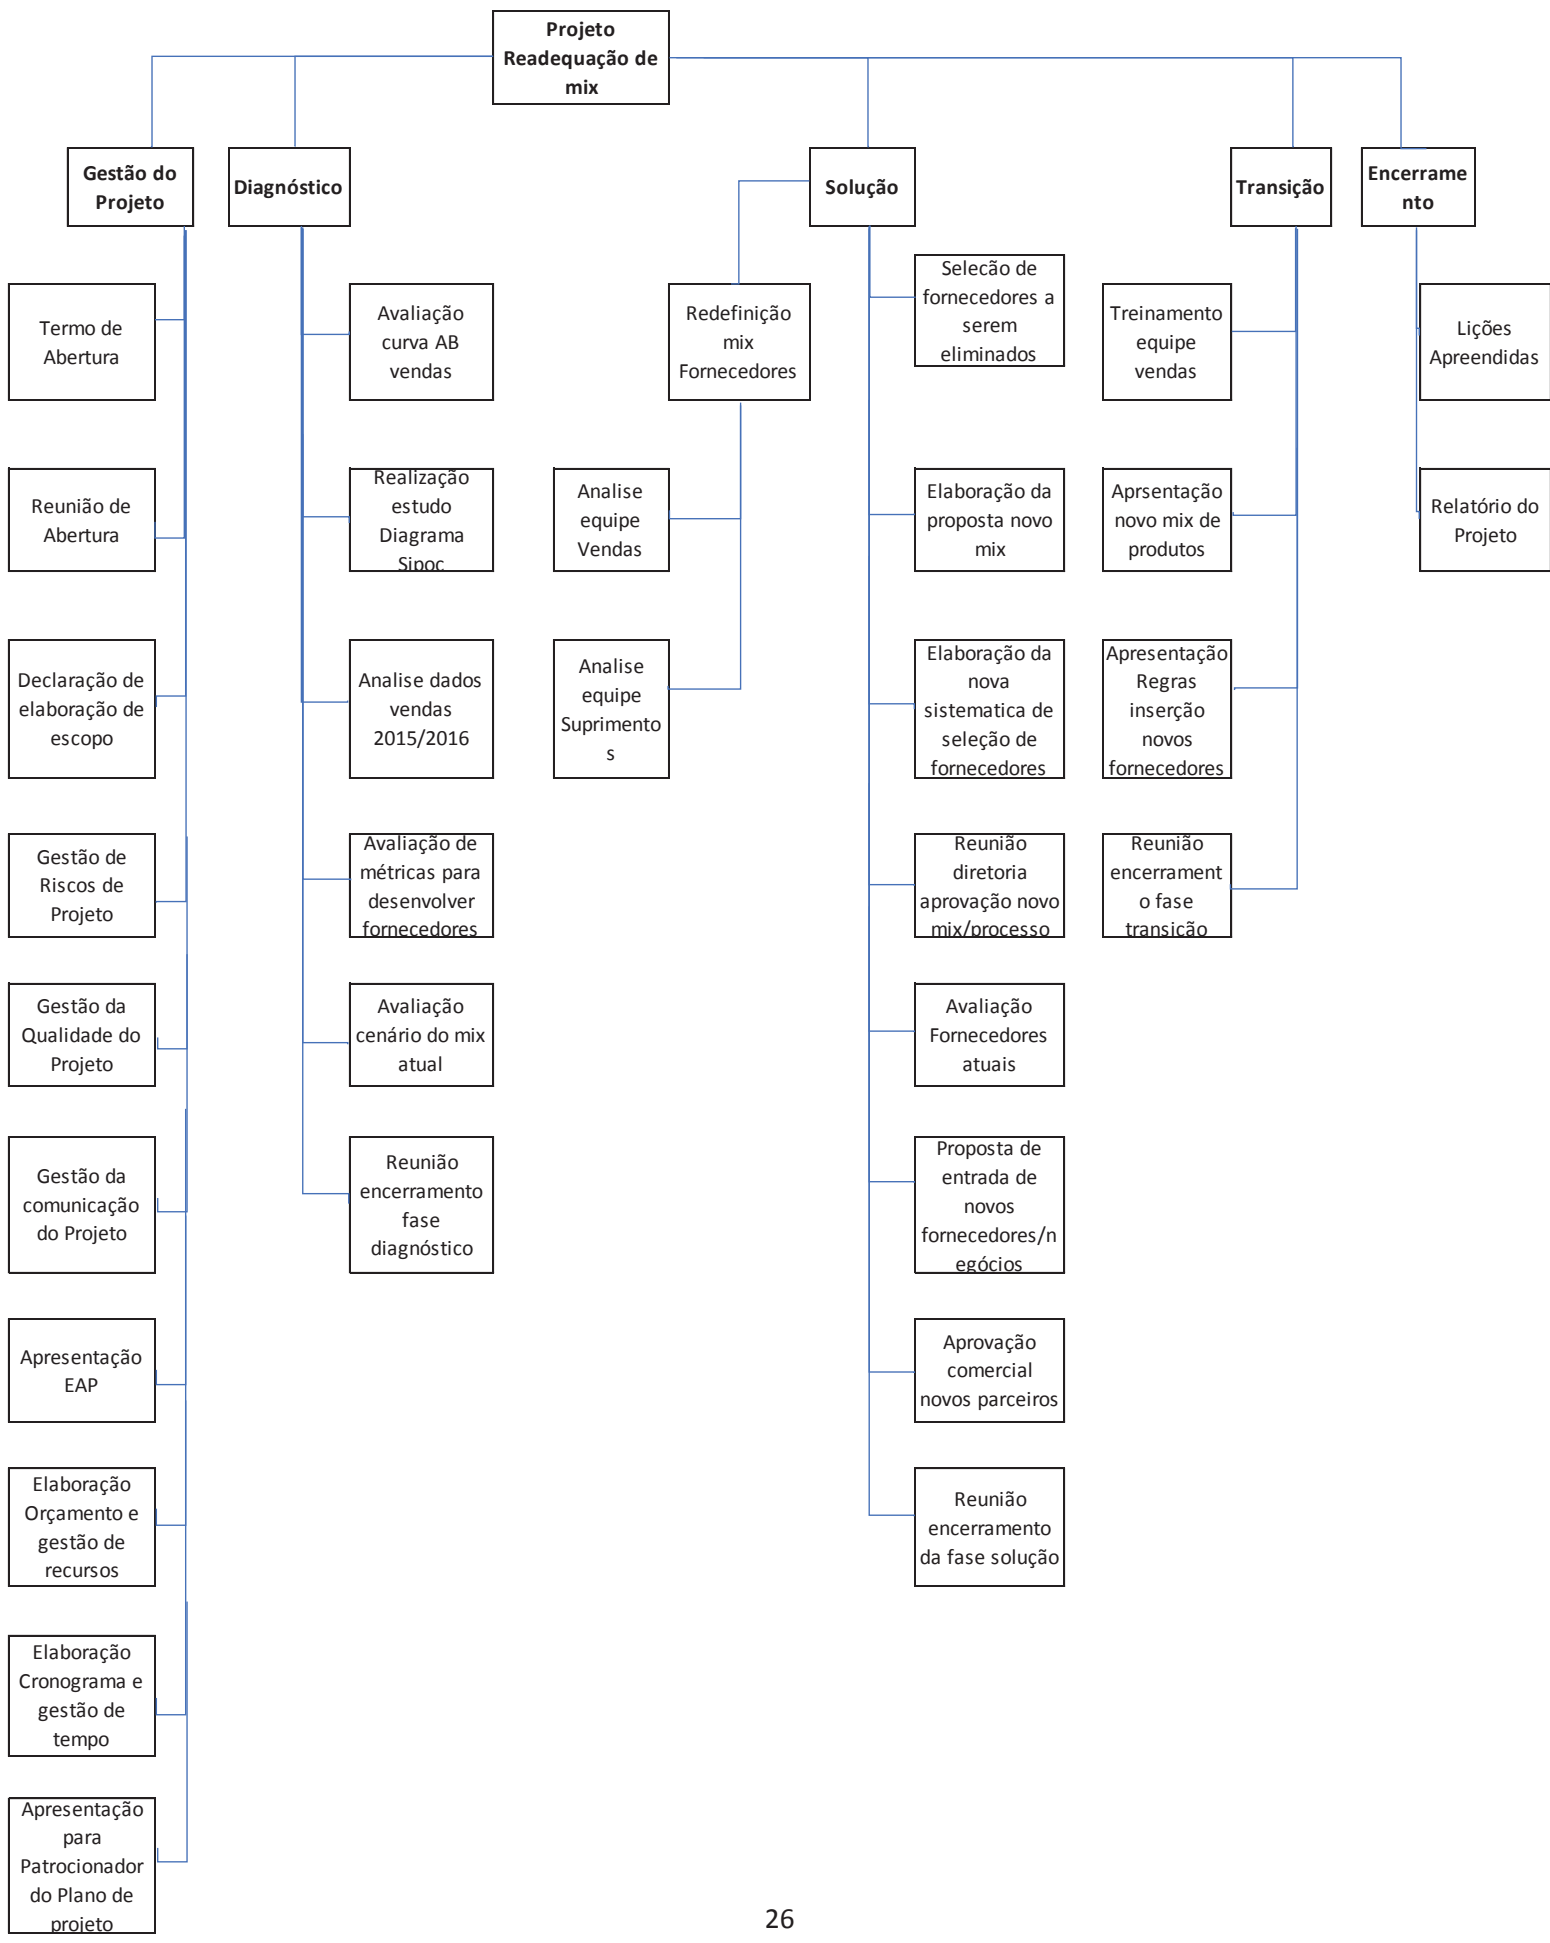 Projeto
Readequação de
mix
Gestão do
Projeto
Diagnóstico
Solução
Transição
Encerrame
nto
Termo de
Abertura
Reunião de
Abertura
Declaração de
elaboração de
escopo
Gestão de
Riscos de
Projeto
Gestão da
Qualidade do
Projeto
Gestão da
comunicação
do Projeto
Apresentação
EAP
Elaboração
Orçamento e
gestão de
recursos
Elaboração
Cronograma e
gestão de
tempo
Apresentação
para
Patrocionador
do Plano de
projeto
Avaliação
curva AB
vendas
Realização
estudo
Diagrama
Sipoc
Analise dados
vendas
2015/2016
Avaliação de
métricas para
desenvolver
fornecedores
Avaliação
cenário do mix
atual
Reunião
encerramento
fase
diagnóstico
Redefinição
mix
Fornecedores
Analise
equipe
Vendas
Analise
equipe
Suprimento
s
Selecão de
fornecedores a
serem
eliminados
Elaboração da
proposta novo
mix
Elaboração da
nova
sistematica de
seleção de
fornecedores
Reunião
diretoria
aprovação novo
mix/processo
Avaliação
Fornecedores
atuais
Proposta de
entrada de
novos
fornecedores/n
egócios
Aprovação
comercial
novos parceiros
Reunião
encerramento
da fase solução
Treinamento
equipe
vendas
Aprsentação
novo mix de
produtos
Apresentação
Regras
inserção
novos
fornecedores
Reunião
encerrament
o fase
transição
Lições
Apreendidas
Relatório do
Projeto
26